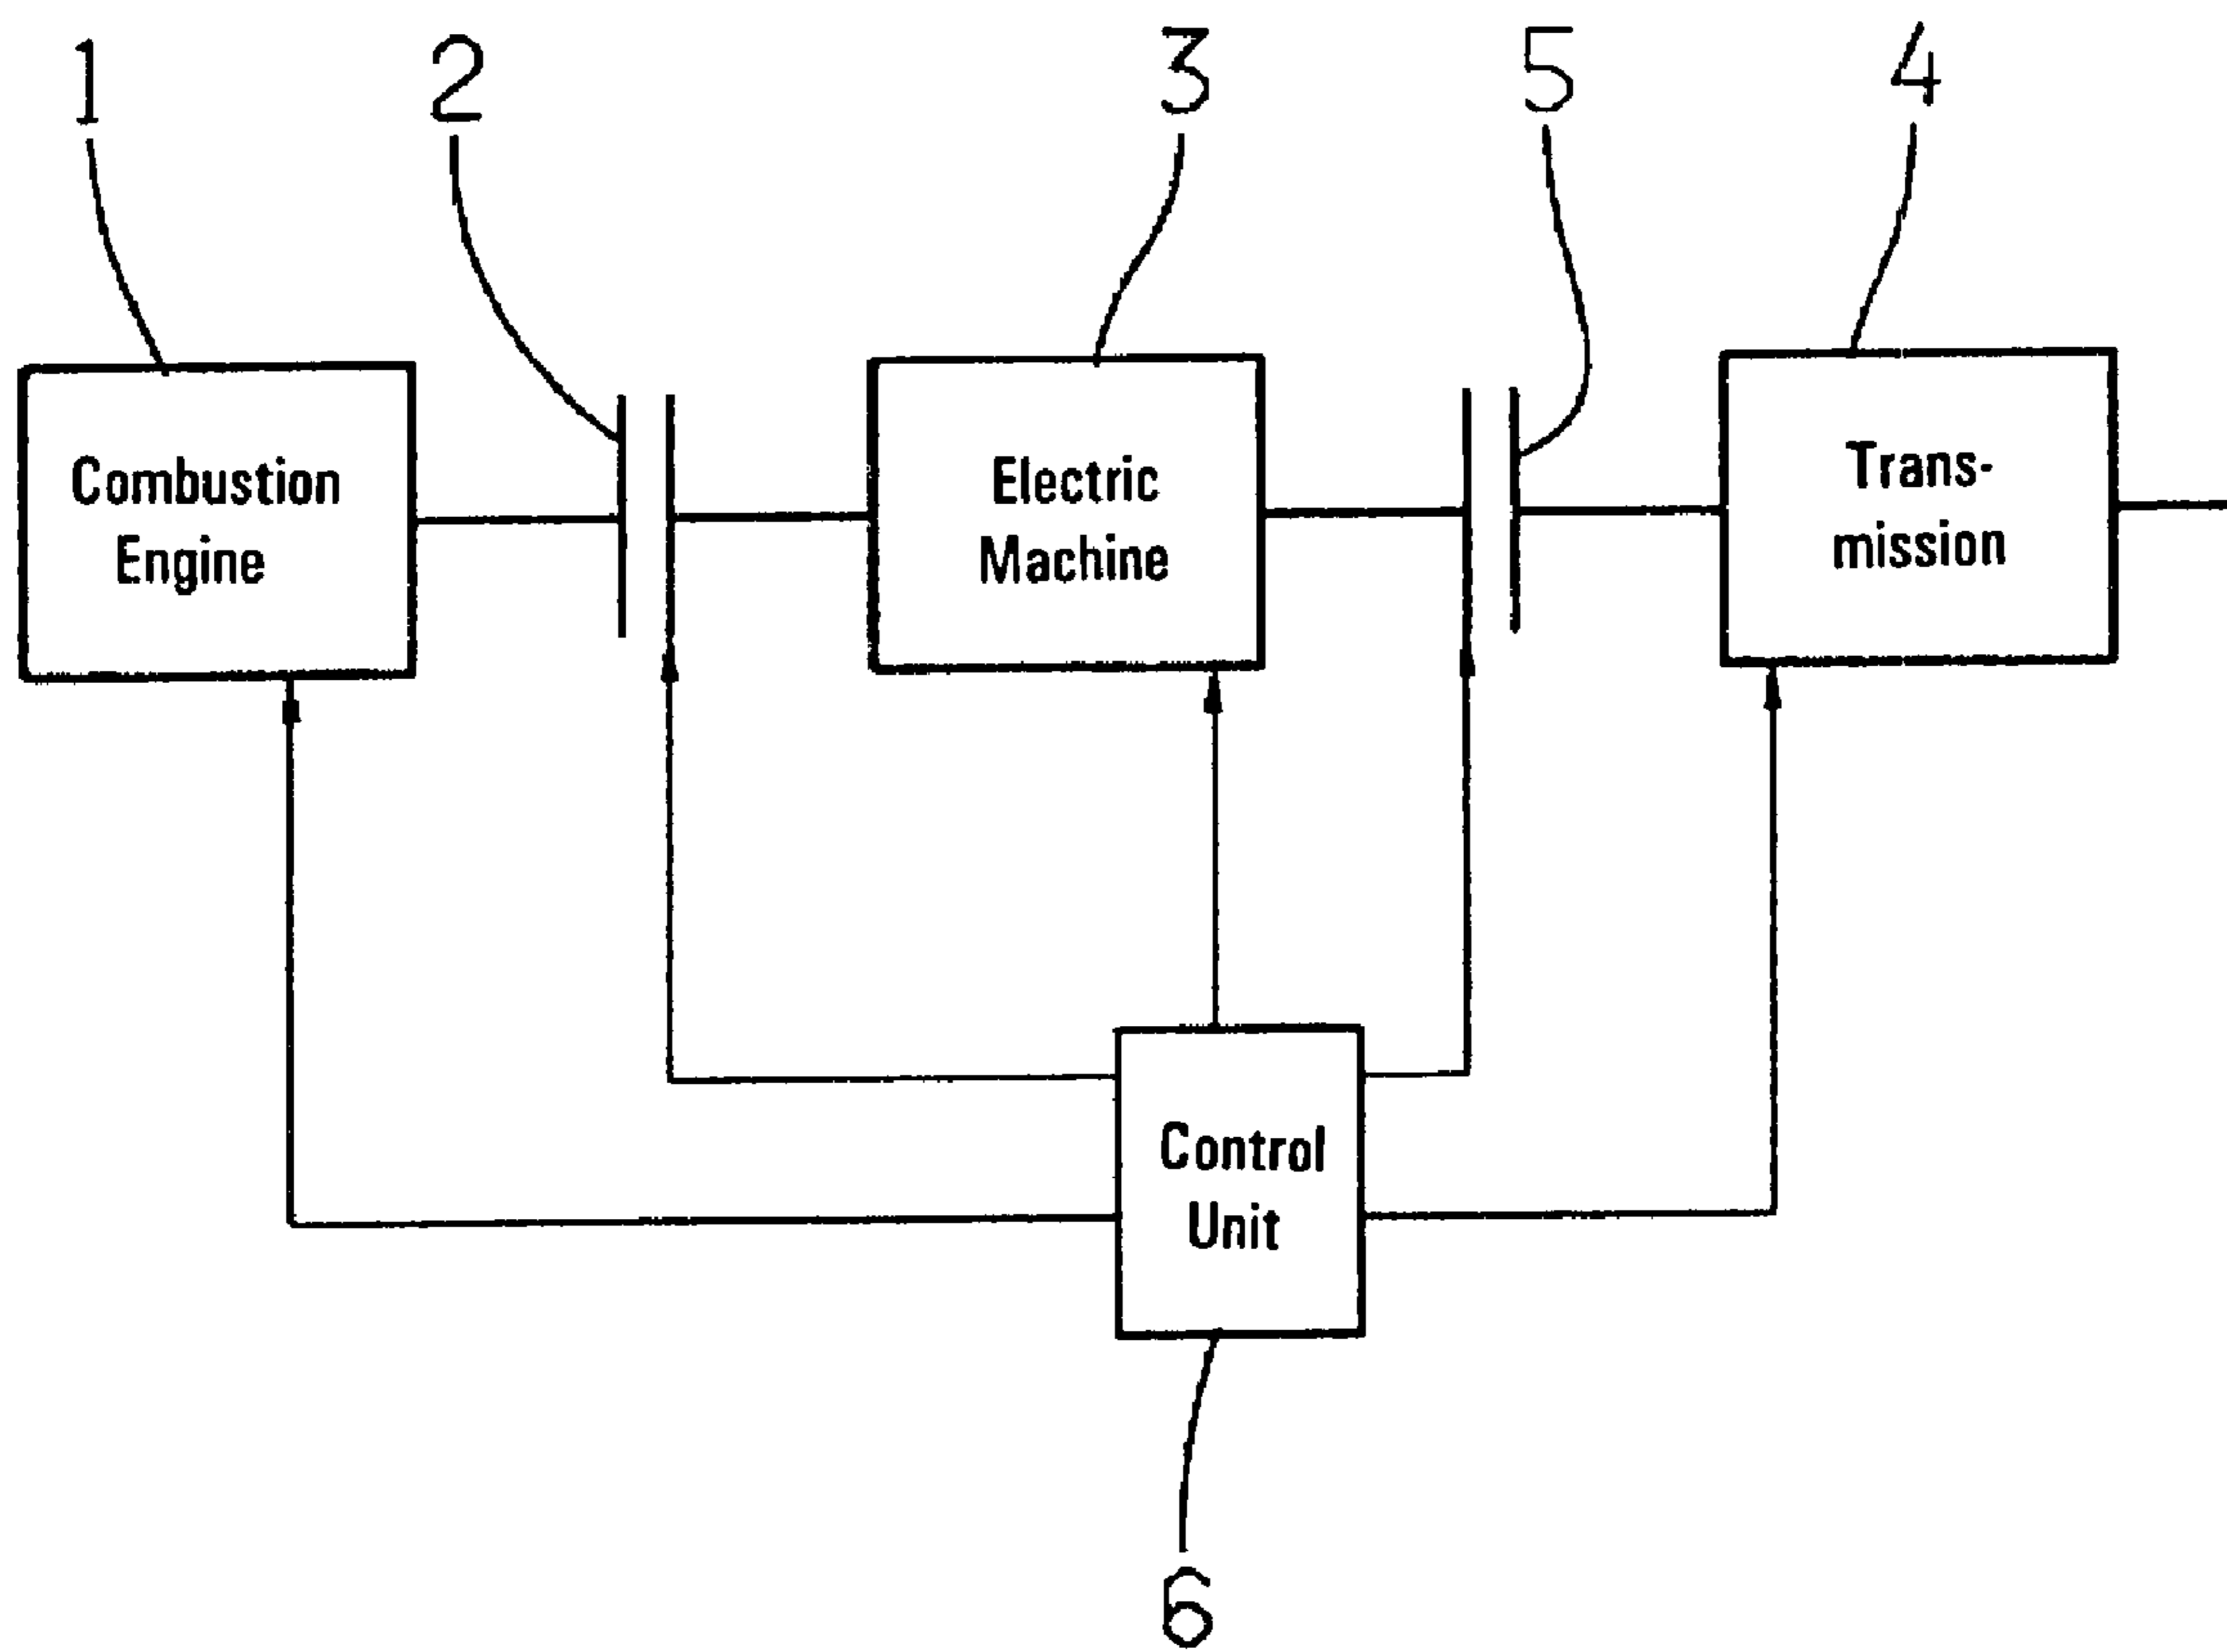 1 2 3 5 4
Combustion
Engine
Electric
Machine
Trans-
mission
Control
Unit
6